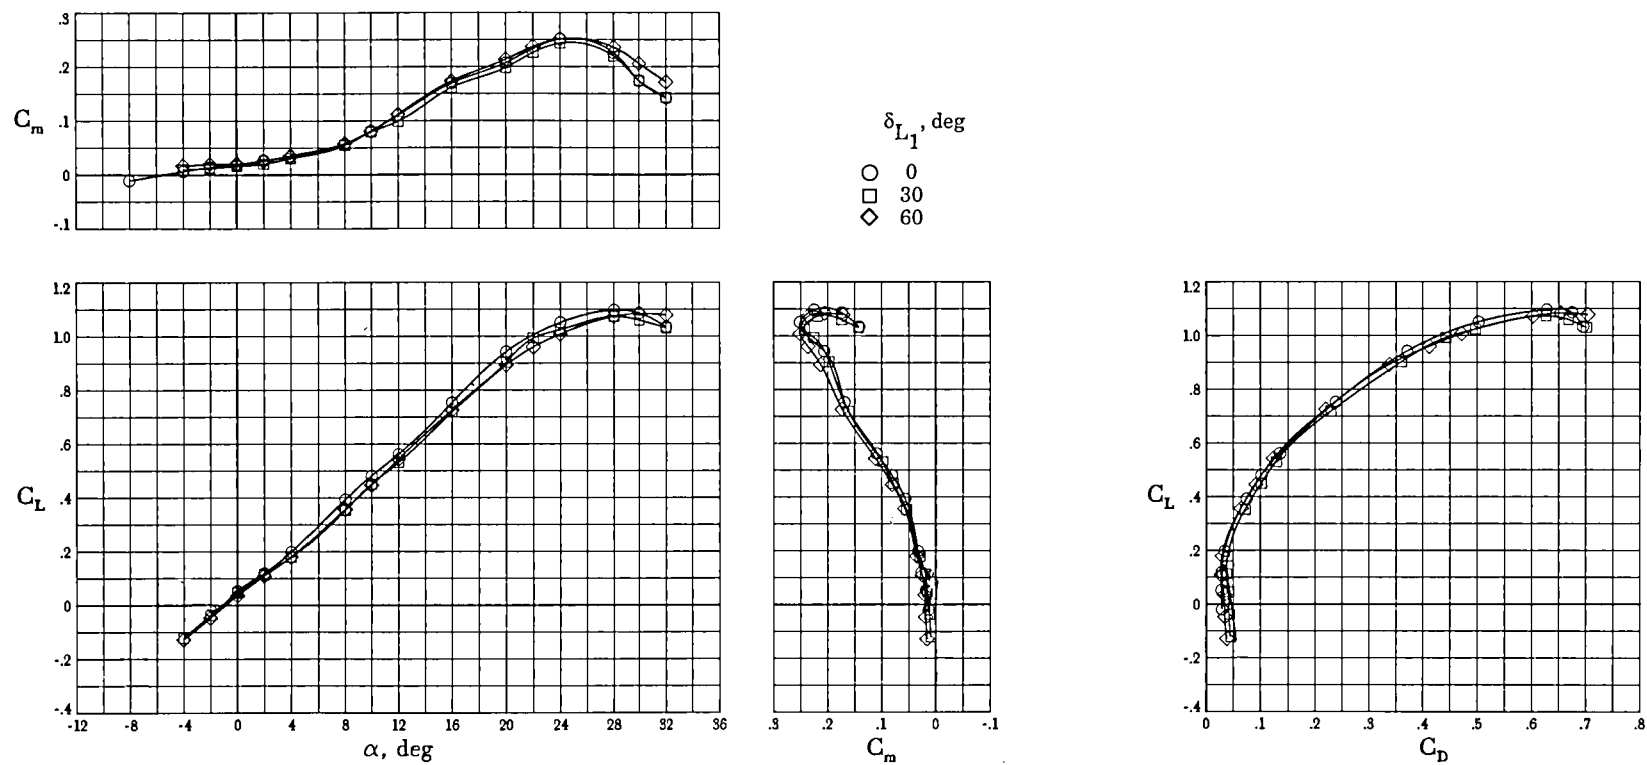 .3
.2
C_m .1
0
-.1
δ_L1, deg
0
30
60
1.2
1.0
.8
.6
C_L .4
.2
0
-.2
-.4
-12 -8 -4 0 4 8 12 16 20 24 28 32 36
α, deg
.3 .2 .1 0 -.1
C_m
1.2
1.0
.8
.6
C_L .4
.2
0
-.2
-.4
0 .1 .2 .3 .4 .5 .6 .7 .8
C_D